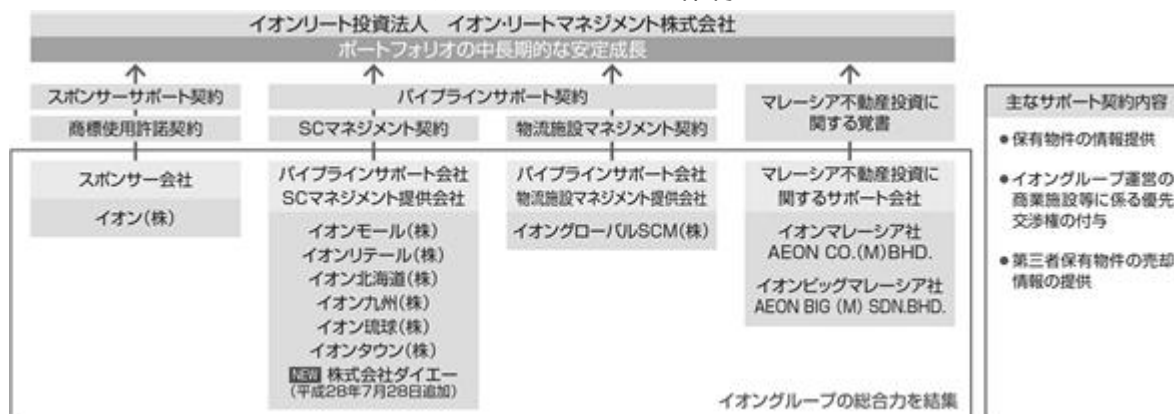 イオンリート投資法人 イオン・リートマネジメント株式会社
ポートフォリオの中長期的な安定成長
スポンサーサポート契約
商標使用許諾契約
パイプラインサポート契約
SCマネジメント契約
物流施設マネジメント契約
マレーシア不動産投資に
関する覚書
スポンサー会社
イオン(株)
パイプラインサポート会社
SCマネジメント提供会社
イオンモール(株)
イオンリテール(株)
イオン北海道(株)
イオン九州(株)
イオン琉球(株)
イオンタウン(株)
NEW 株式会社ダイエー
(平成28年7月28日追加)
パイプラインサポート会社
物流施設マネジメント提供会社
イオングローバルSCM(株)
マレーシア不動産投資に
関するサポート会社
イオンマレーシア社
AEON CO.(M)BHD.
イオンビッグマレーシア社
AEON BIG (M) SDN.BHD.
イオングループの総合力を結集
主なサポート契約内容
●保有物件の情報提供
●イオングループ運営の
商業施設等に係る優先
交渉権の付与
●第三者保有物件の売却
情報の提供